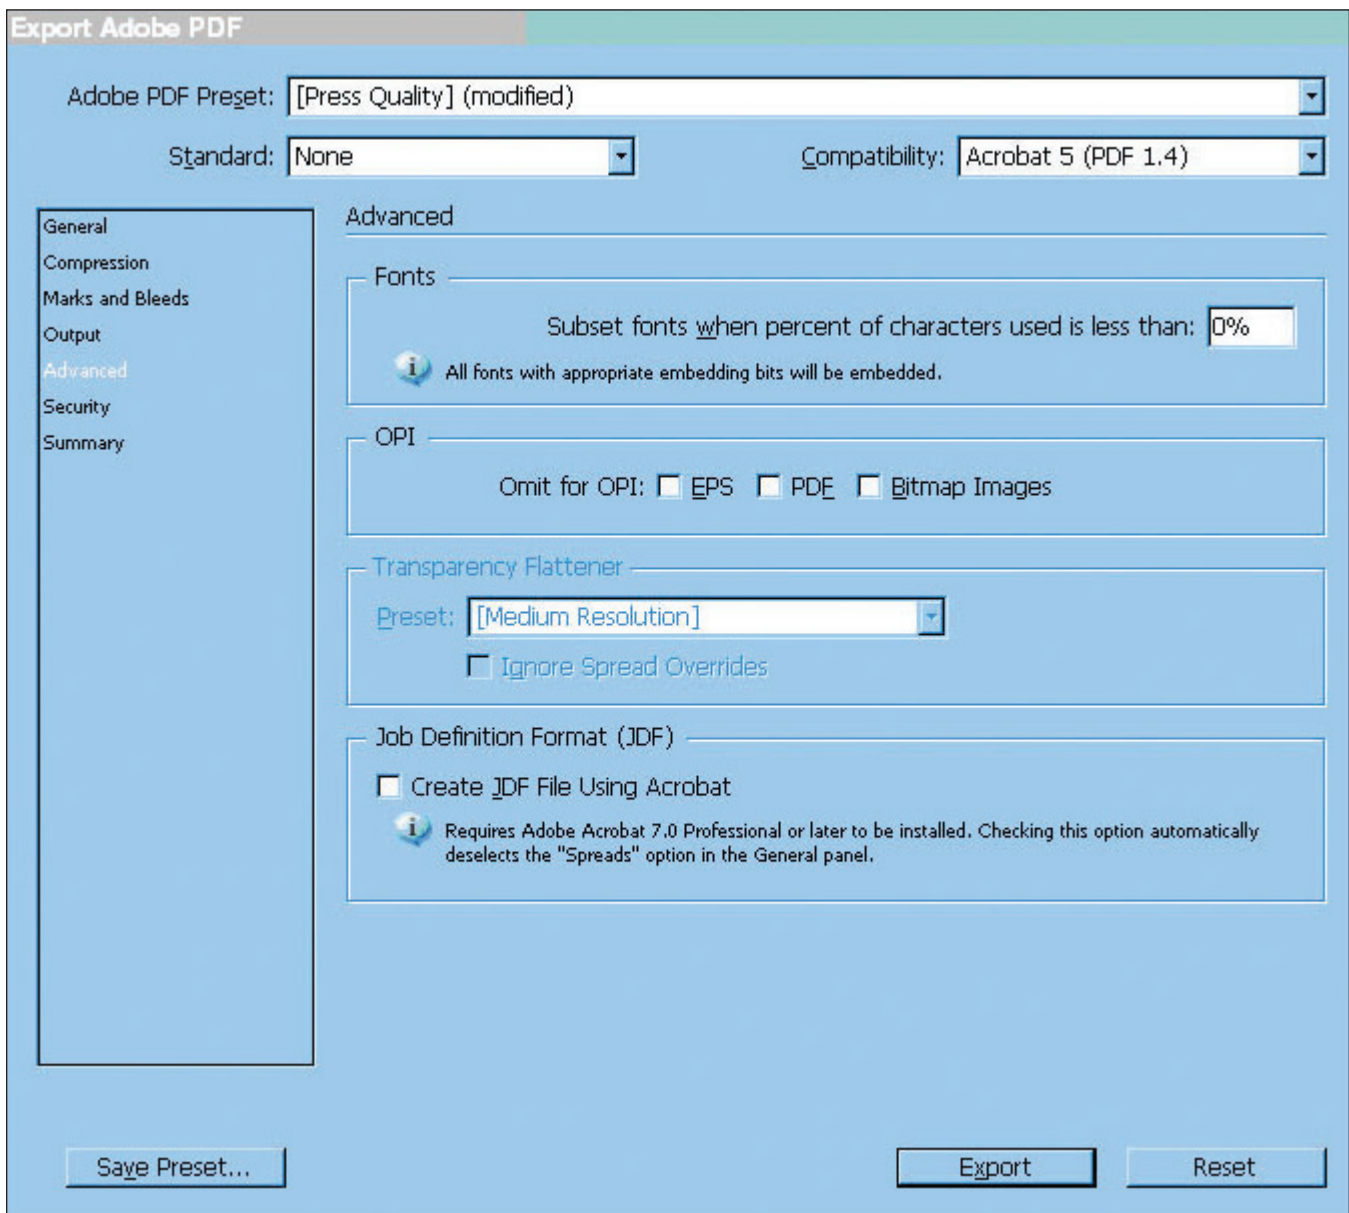 Export Adobe PDF
Adobe PDF Preset: [Press Quality] (modified)
Standard: None Compatibility: Acrobat 5 (PDF 1.4)
General
Compression
Marks and Bleeds
Output
Advanced
Security
Summary
Advanced
Fonts
Subset fonts when percent of characters used is less than: 0%
All fonts with appropriate embedding bits will be embedded.
OPI
Omit for OPI: EPS PDF Bitmap Images
Transparency Flattener
Preset: [Medium Resolution]
Ignore Spread Overrides
Job Definition Format (JDF)
Create JDF File Using Acrobat
Requires Adobe Acrobat 7.0 Professional or later to be installed. Checking this option automatically
deselects the "Spreads" option in the General panel.
Save Preset... Export Reset